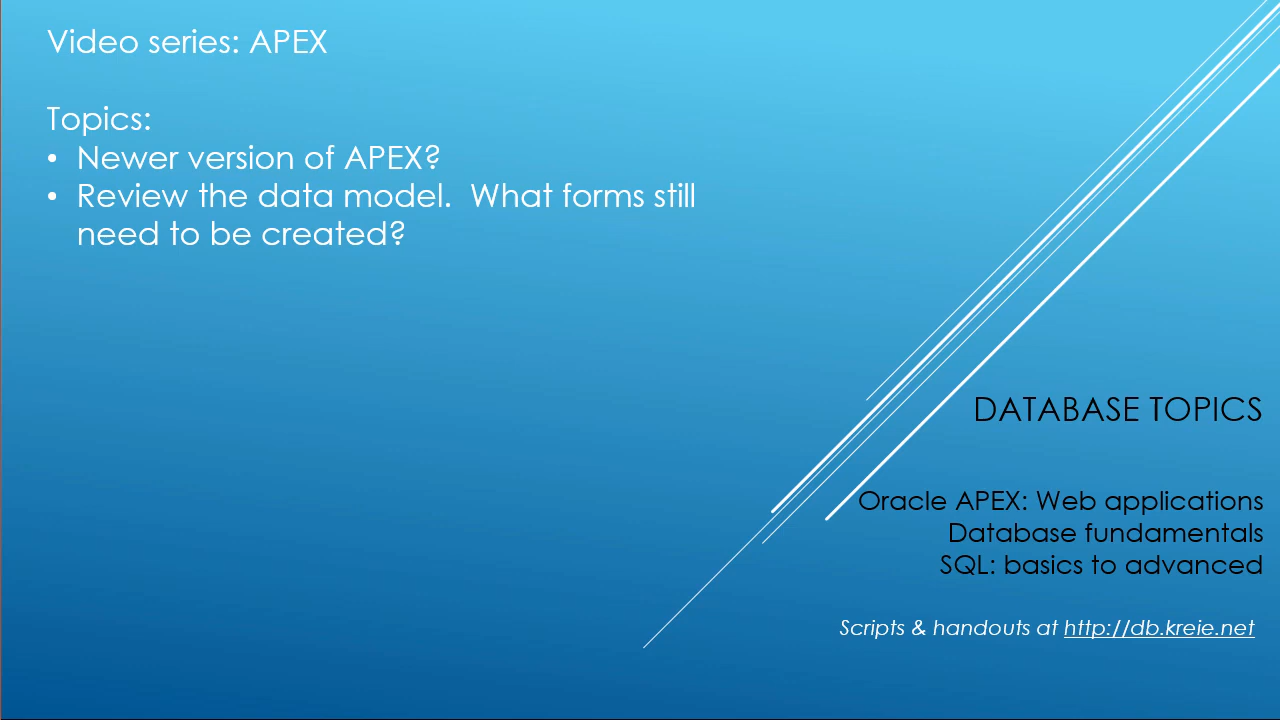 Video series: APEX
Topics:
• Newer version of APEX?
• Review the data model.  What forms still
need to be created?
DATABASE TOPICS
Oracle APEX: Web applications
Database fundamentals
SQL: basics to advanced
Scripts & handouts at http://db.kreie.net